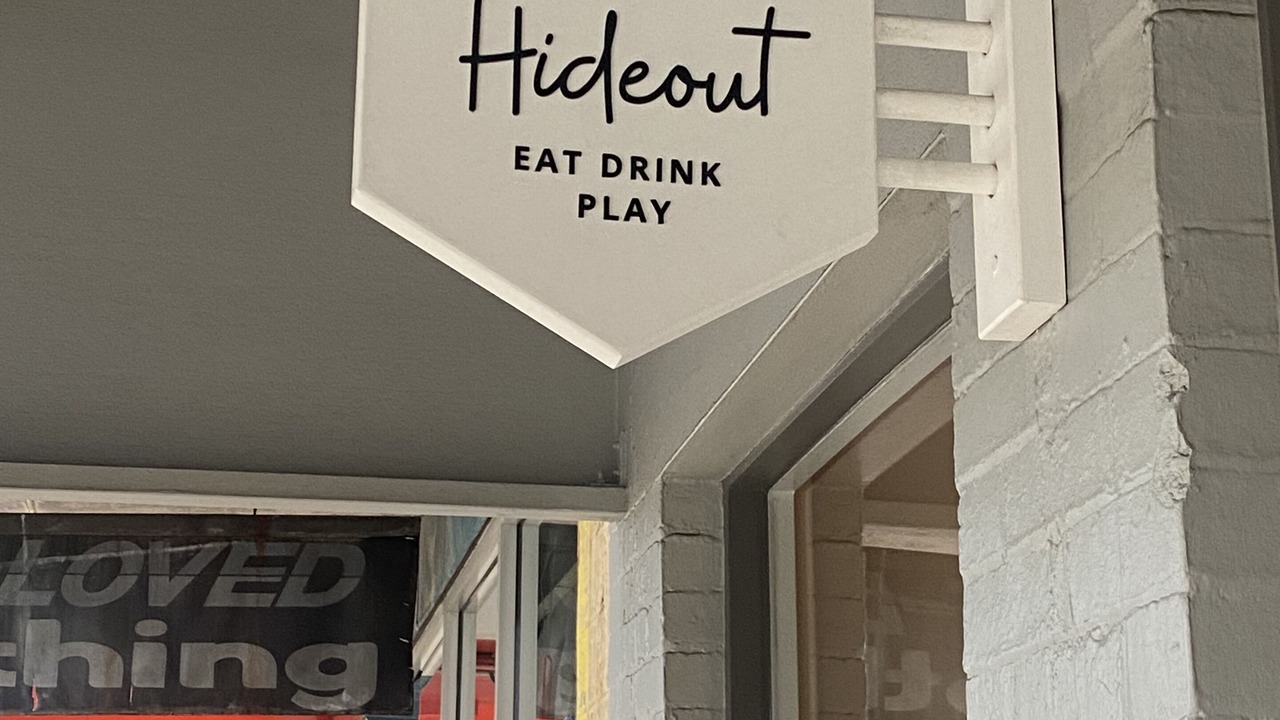 Hideout
EAT DRINK
PLAY
LOVED
thing